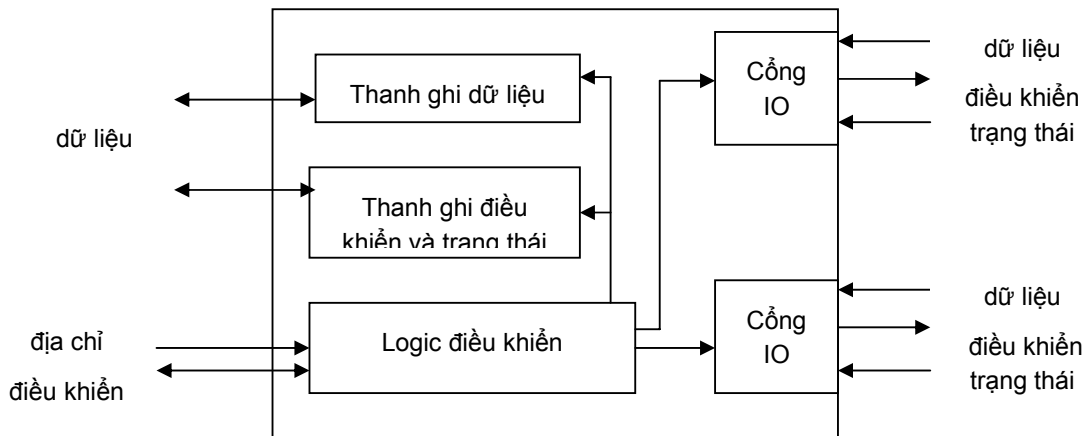 dữ liệu
địa chỉ
điều khiển
Thanh ghi dữ liệu
Thanh ghi điều
khiển và trạng thái
Logic điều khiển
Cổng
IO
Cổng
IO
dữ liệu
điều khiển
trạng thái
dữ liệu
điều khiển
trạng thái